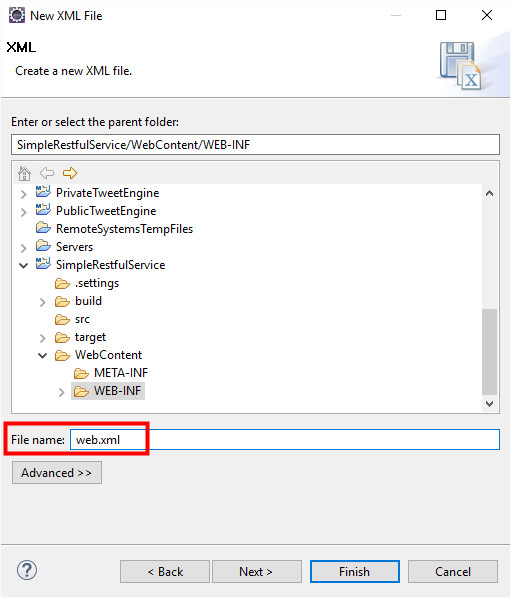 New XML File
XML
Create a new XML file.
X
Enter or select the parent folder:
SimpleRestfulService/WebContent/WEB-INF
PrivateTweetEngine
PublicTweetEngine
RemoteSystemsTempFiles
Servers
SimpleRestfulService
.settings
build
src
target
WebContent
META-INF
WEB-INF
File name: web.xml
Advanced >>
? < Back Next > Finish Cancel